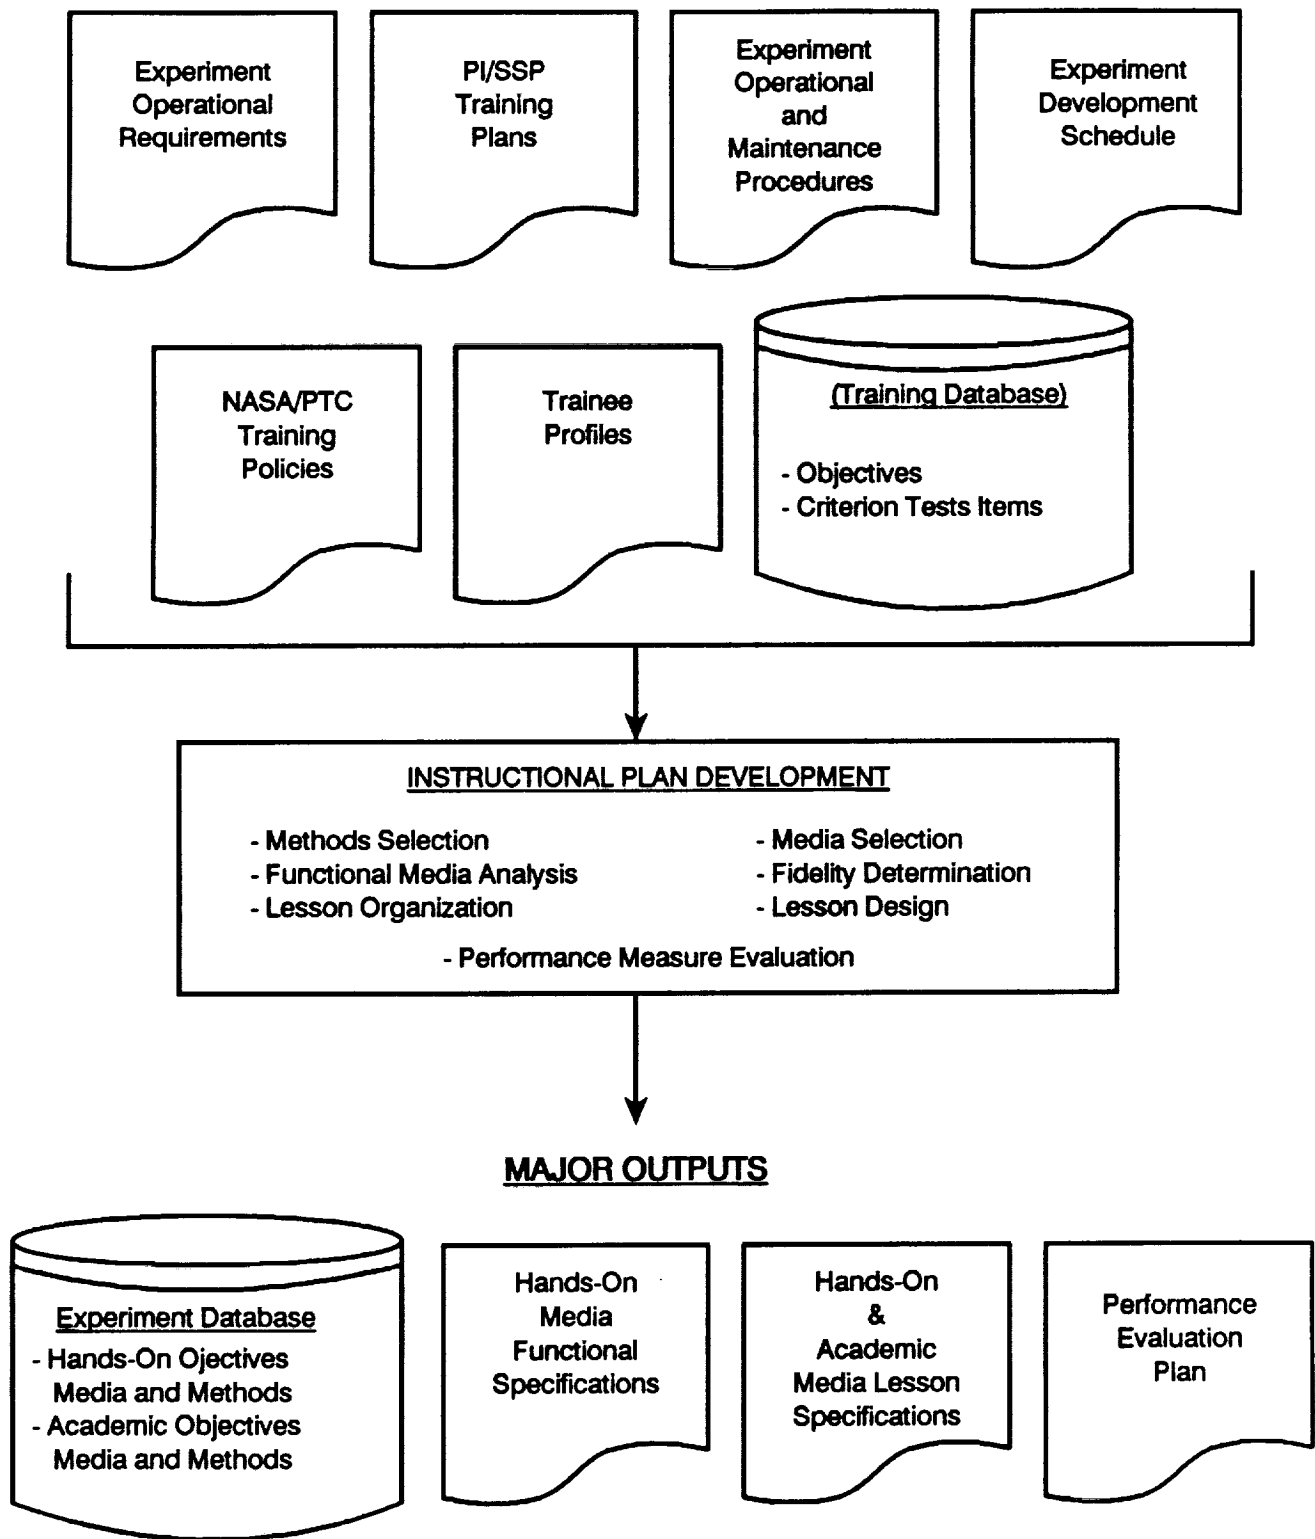 Experiment
Operational
Requirements
PI/SSP
Training
Plans
Experiment
Operational
and
Maintenance
Procedures
Experiment
Development
Schedule
NASA/PTC
Training
Policies
Trainee
Profiles
(Training Database)
- Objectives
- Criterion Tests Items
INSTRUCTIONAL PLAN DEVELOPMENT
- Methods Selection
- Functional Media Analysis
- Lesson Organization
- Media Selection
- Fidelity Determination
- Lesson Design
- Performance Measure Evaluation
MAJOR OUTPUTS
Experiment Database
- Hands-On Ojectives
Media and Methods
- Academic Objectives
Media and Methods
Hands-On
Media
Functional
Specifications
Hands-On
&
Academic
Media Lesson
Specifications
Performance
Evaluation
Plan